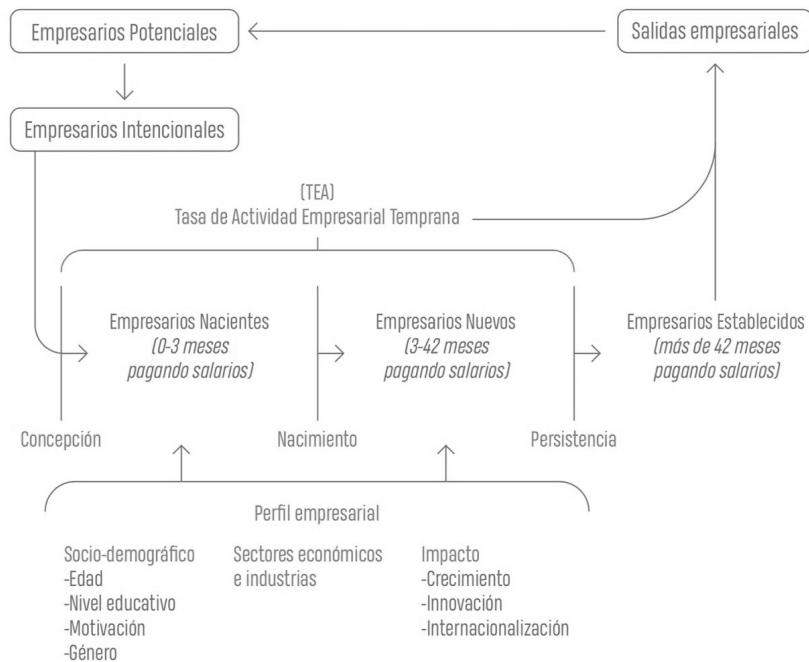 Empresarios Potenciales
Salidas empresariales
Empresarios Intencionales
(TEA)
Tasa de Actividad Empresarial Temprana
Empresarios Nacientes
(0-3 meses
pagando salarios)
Empresarios Nuevos
(3-42 meses
pagando salarios)
Empresarios Establecidos
(más de 42 meses
pagando salarios)
Concepción
Nacimiento
Persistencia
Perfil empresarial
Socio-demográfico
-Edad
-Nivel educativo
-Motivación
-Género
Sectores económicos
e industrias
Impacto
-Crecimiento
-Innovación
-Internacionalización